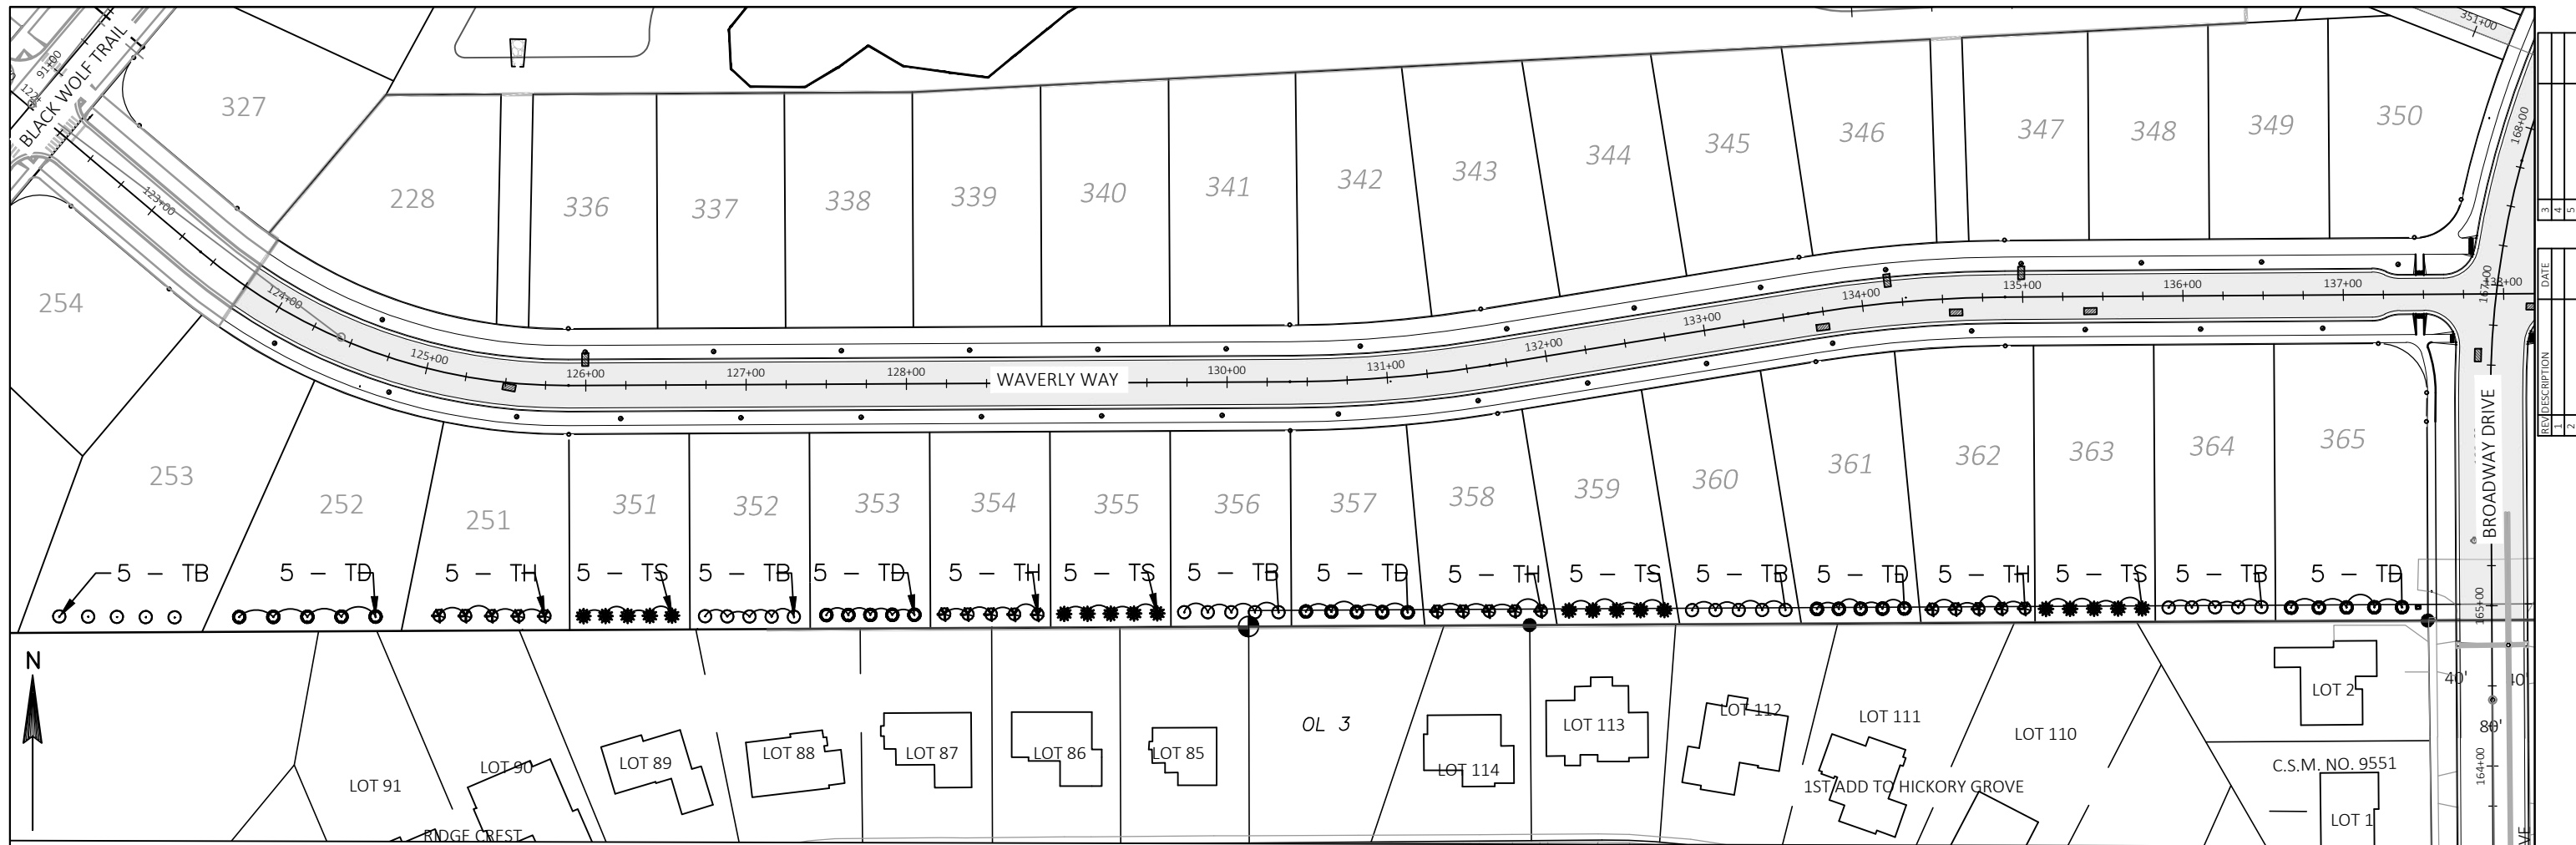 BLACK WOLF TRAIL
91+00
122+
123+00
327
228
336
337
338
339
340
341
342
343
344
345
346
347
348
349
350
351+00
168+00
254
124+00
125+00
126+00
127+00
128+00
WAVERLY WAY
130+00
131+00
132+00
133+00
134+00
135+00
136+00
137+00
138+00
167+00
BROADWAY DRIVE
253
252
251
351
352
353
354
355
356
357
358
359
360
361
362
363
364
365
5 - TB
5 - TD
5 - TH
5 - TS
5 - TB
5 - TD
5 - TH
5 - TS
5 - TB
5 - TD
5 - TH
5 - TS
5 - TB
5 - TD
5 - TH
5 - TS
5 - TB
5 - TD
165+00
N
LOT 91
LOT 90
LOT 89
LOT 88
LOT 87
LOT 86
LOT 85
OL 3
LOT 114
LOT 113
LOT 112
LOT 111
LOT 110
LOT 2
40'
40'
80'
1ST ADD TO HICKORY GROVE
C.S.M. NO. 9551
LOT 1
164+00
RIDGE CREST
VE
REV DESCRIPTION DATE
1
2
3
4
5